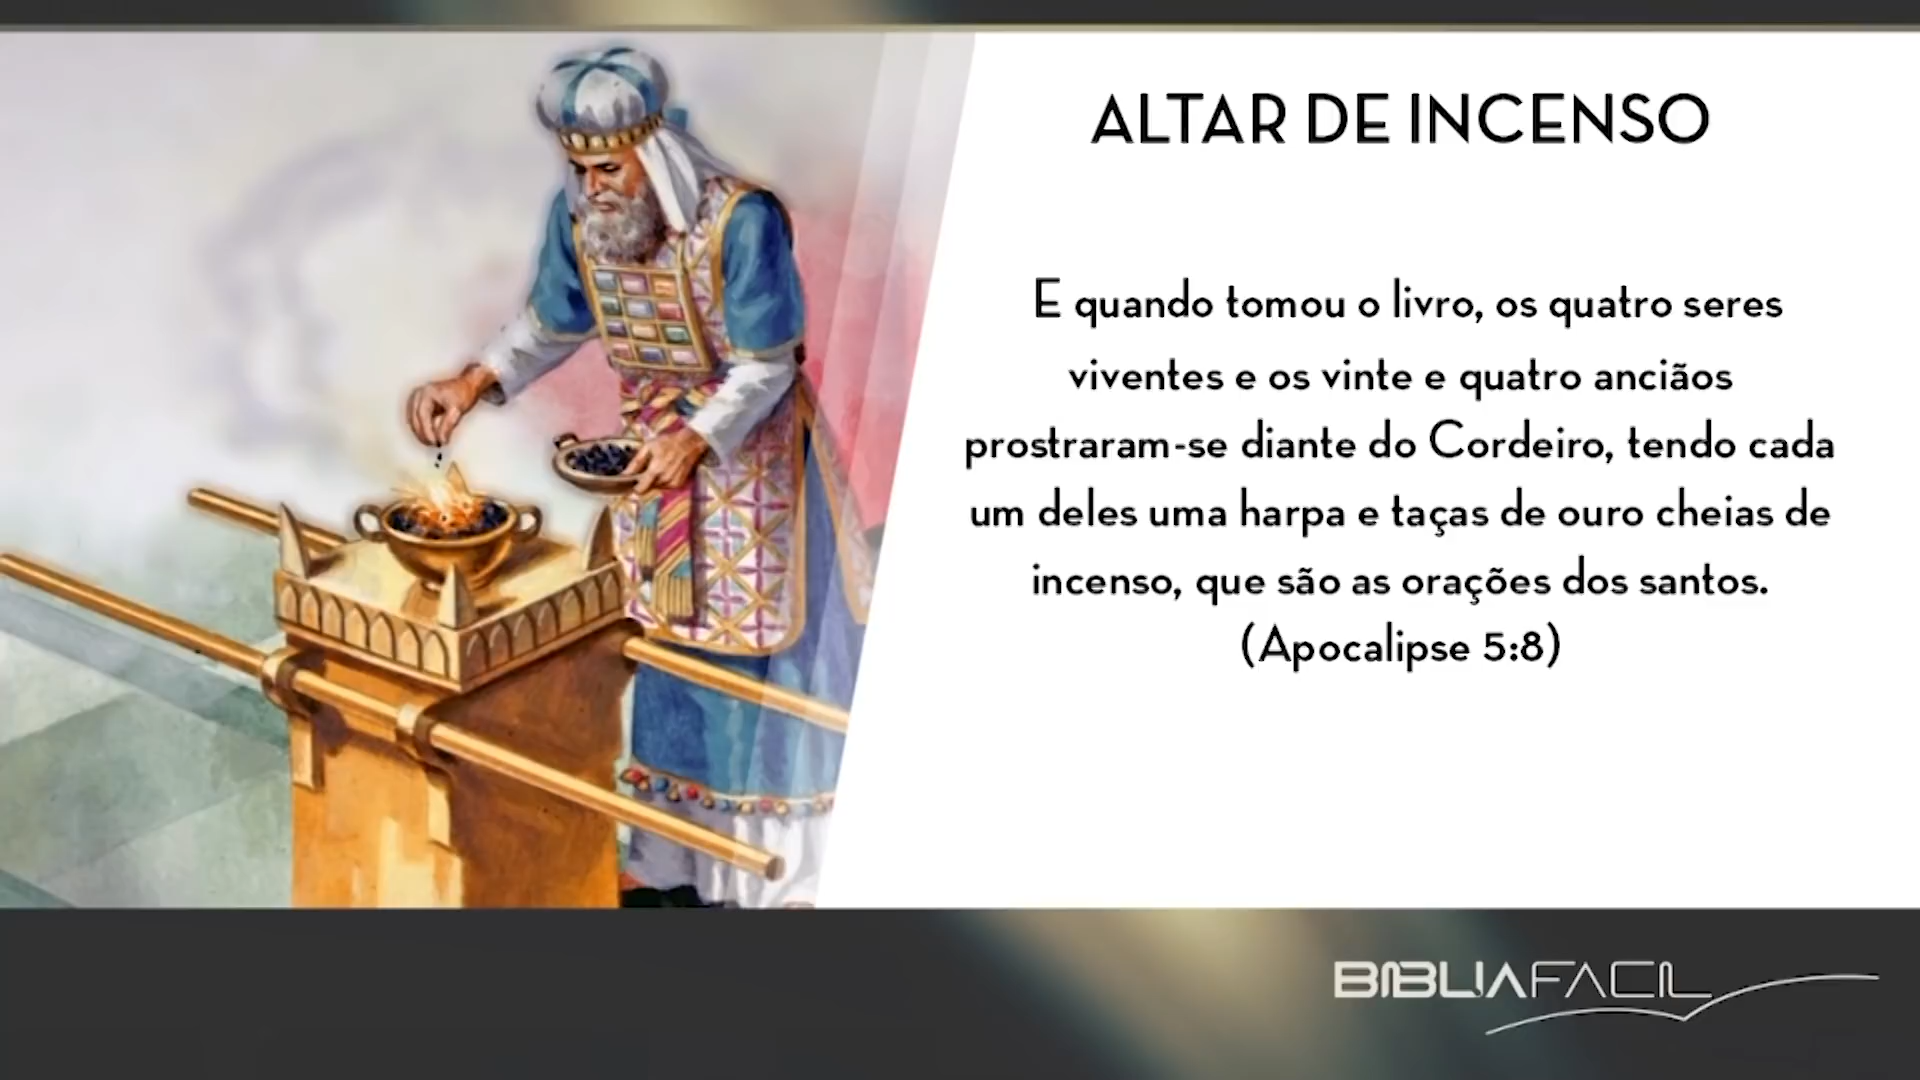 ALTAR DE INCENSO
E quando tomou o livro, os quatro seres
viventes e os vinte e quatro anciãos
prostraram-se diante do Cordeiro, tendo cada
um deles uma harpa e taças de ouro cheias de
incenso, que são as orações dos santos.
(Apocalipse 5:8)
BIBLIAFACIL